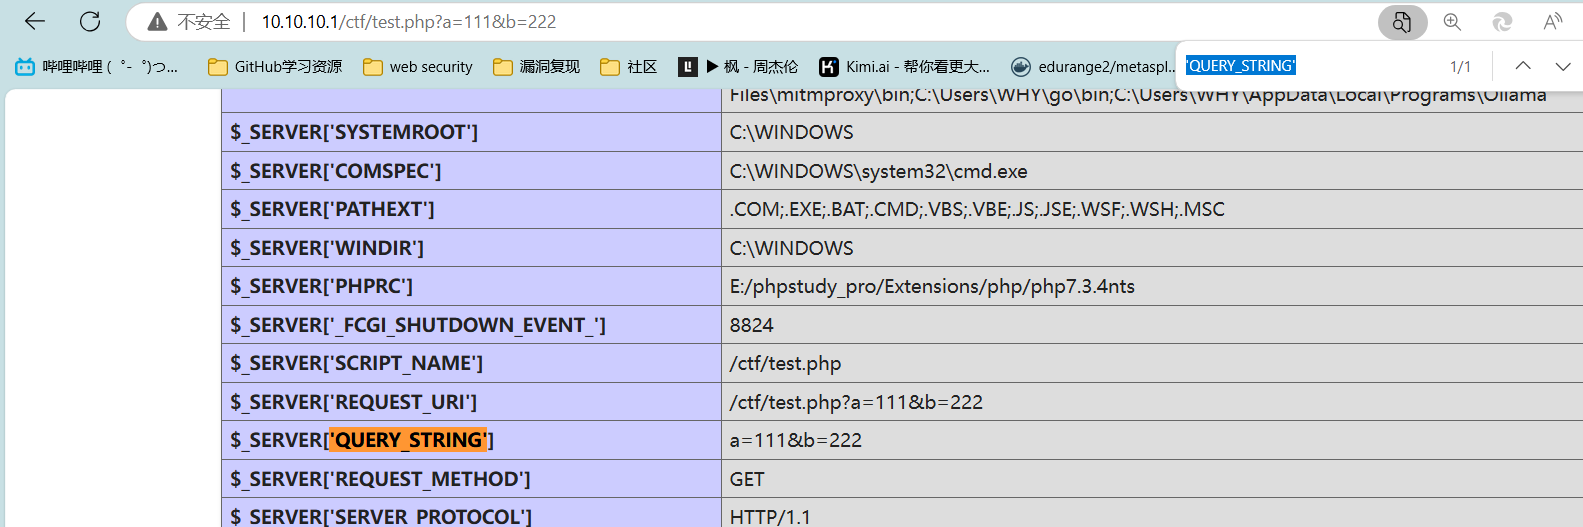 不安全 | 10.10.10.1/ctf/test.php?a=111&b=222
哔哩哔哩 (゜-゜)つ... GitHub学习资源 web security 漏洞复现 社区 ▶ 枫 - 周杰伦 Kimi.ai - 帮你看更大... edurange2/metaspl... 'QUERY_STRING' 1/1
Files\mitmproxy\bin;C:\Users\WHY\go\bin;C:\Users\WHY\AppData\Local\Programs\Ollama
$_SERVER['SYSTEMROOT'] C:\WINDOWS
$_SERVER['COMSPEC'] C:\WINDOWS\system32\cmd.exe
$_SERVER['PATHEXT'] .COM;.EXE;.BAT;.CMD;.VBS;.VBE;.JS;.JSE;.WSF;.WSH;.MSC
$_SERVER['WINDIR'] C:\WINDOWS
$_SERVER['PHPRC'] E:/phpstudy_pro/Extensions/php/php7.3.4nts
$_SERVER['_FCGI_SHUTDOWN_EVENT_'] 8824
$_SERVER['SCRIPT_NAME'] /ctf/test.php
$_SERVER['REQUEST_URI'] /ctf/test.php?a=111&b=222
$_SERVER['QUERY_STRING'] a=111&b=222
$_SERVER['REQUEST_METHOD'] GET
$_SERVER['SERVER_PROTOCOL'] HTTP/1.1